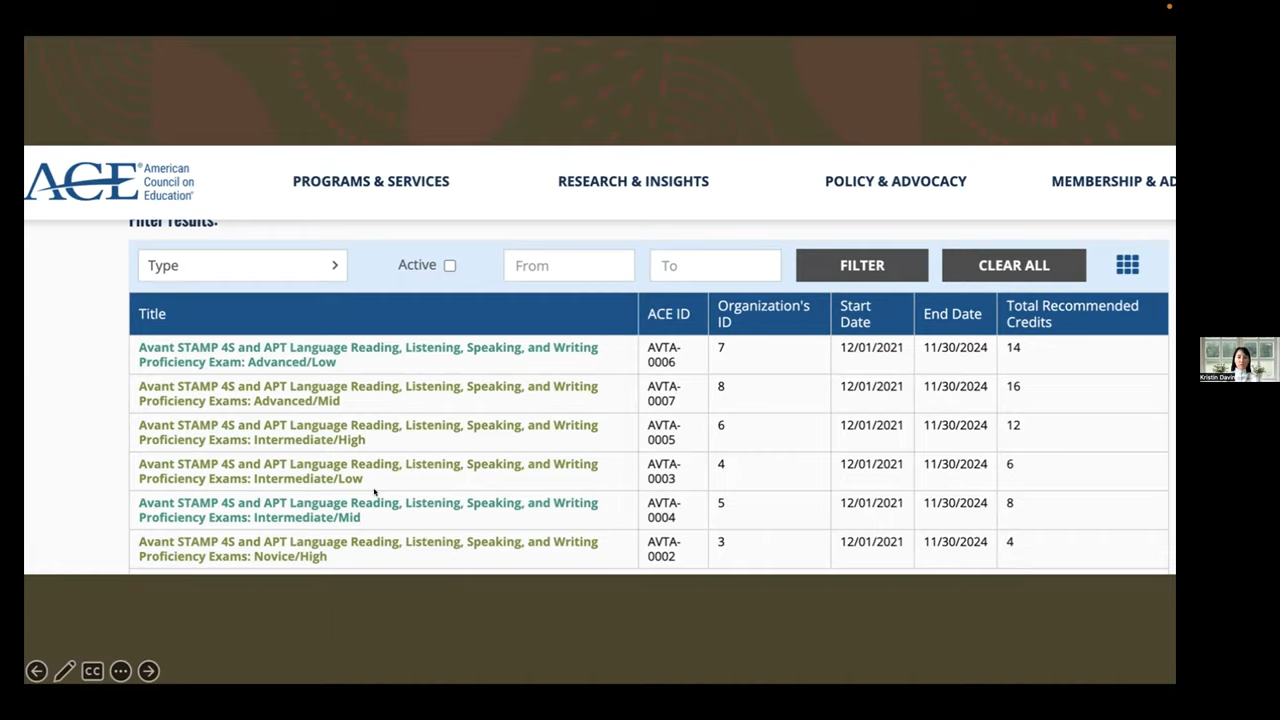 ACE® American
Council on
Education®
PROGRAMS & SERVICES
RESEARCH & INSIGHTS
POLICY & ADVOCACY
MEMBERSHIP & AD
Filter results:
Type
Active
From
To
FILTER
CLEAR ALL
Title
ACE ID
Organization's
ID
Start
Date
End Date
Total Recommended
Credits
Avant STAMP 4S and APT Language Reading, Listening, Speaking, and Writing
Proficiency Exam: Advanced/Low
AVTA-
0006
7
12/01/2021
11/30/2024
14
Avant STAMP 4S and APT Language Reading, Listening, Speaking, and Writing
Proficiency Exams: Advanced/Mid
AVTA-
0007
8
12/01/2021
11/30/2024
16
Avant STAMP 4S and APT Language Reading, Listening, Speaking, and Writing
Proficiency Exams: Intermediate/High
AVTA-
0005
6
12/01/2021
11/30/2024
12
Avant STAMP 4S and APT Language Reading, Listening, Speaking, and Writing
Proficiency Exams: Intermediate/Low
AVTA-
0003
4
12/01/2021
11/30/2024
6
Avant STAMP 4S and APT Language Reading, Listening, Speaking, and Writing
Proficiency Exams: Intermediate/Mid
AVTA-
0004
5
12/01/2021
11/30/2024
8
Avant STAMP 4S and APT Language Reading, Listening, Speaking, and Writing
Proficiency Exams: Novice/High
AVTA-
0002
3
12/01/2021
11/30/2024
4
CC
Kristin Davin